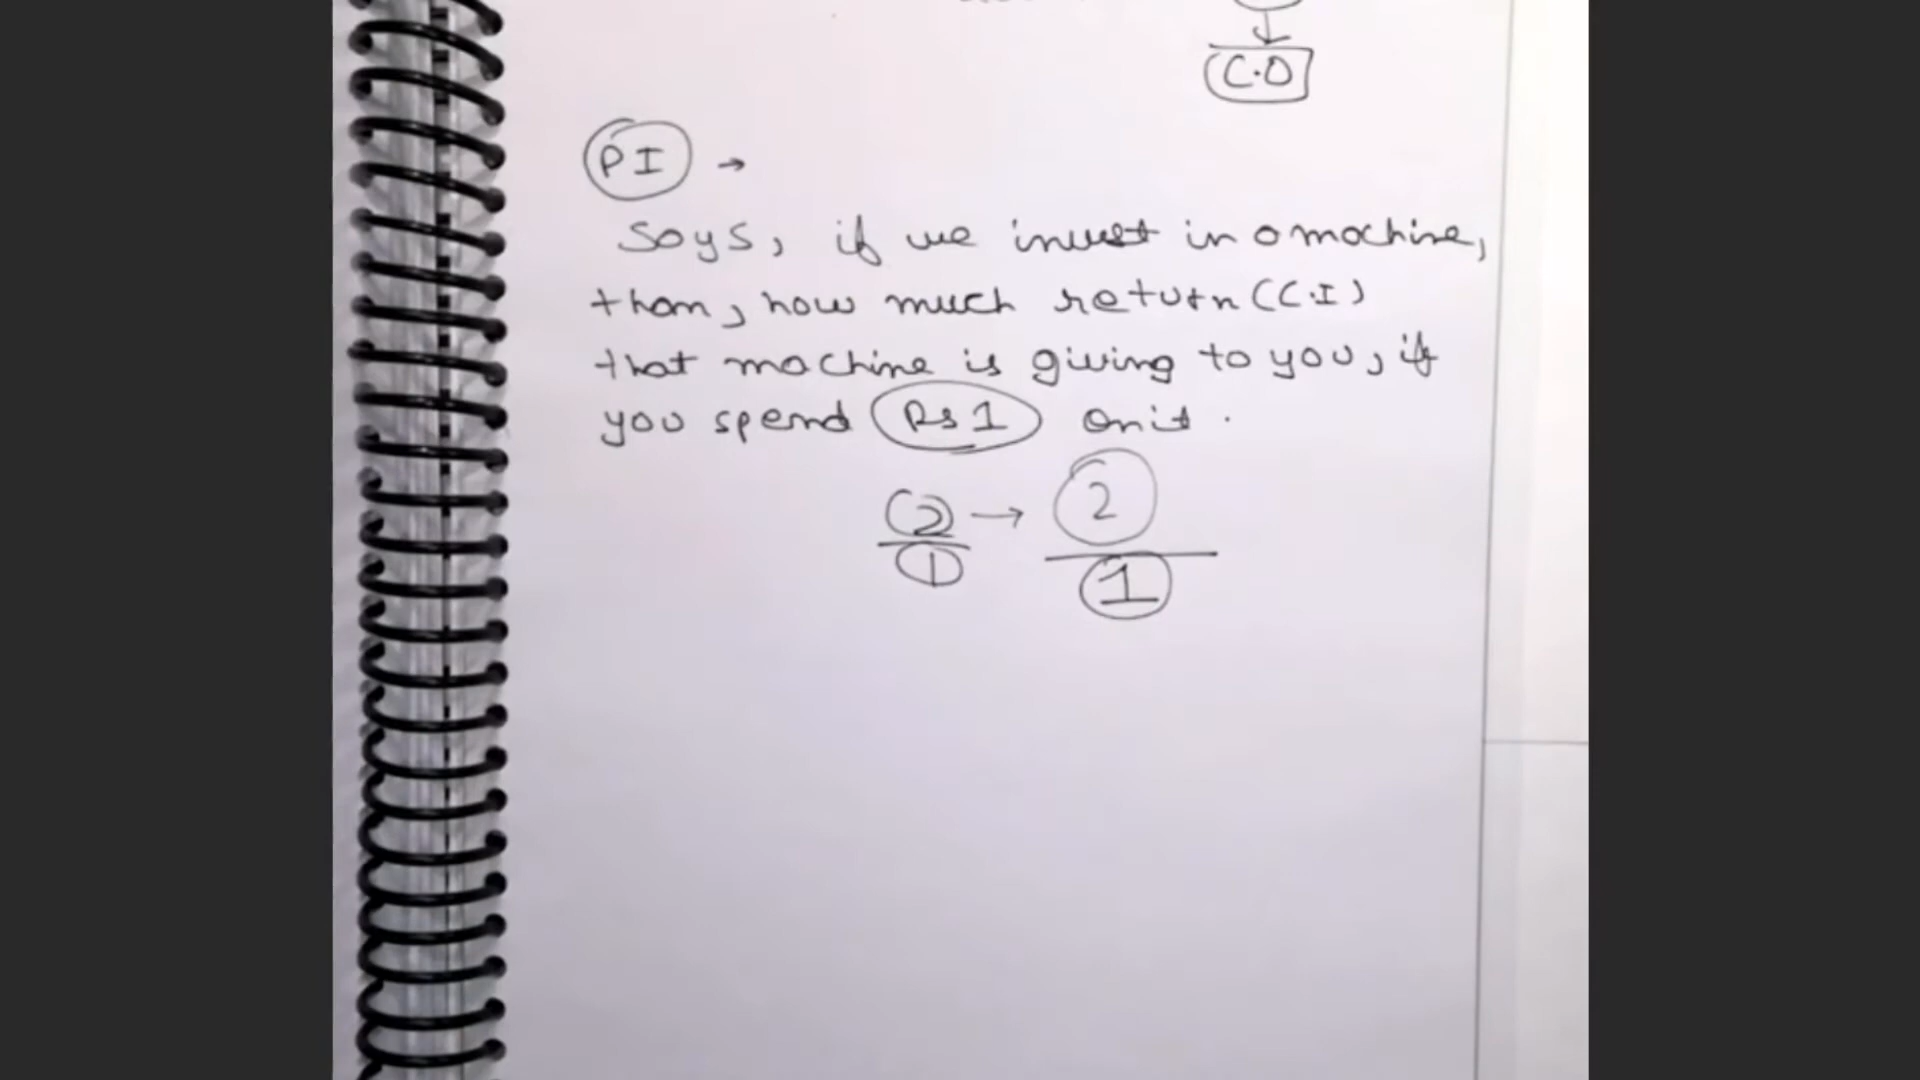 C.O
PI →
Says, if we invest in a machine,
then, how much return (C.I)
that machine is giving to you, if
you spend Rs 1 on it.
2 → 2
1 1